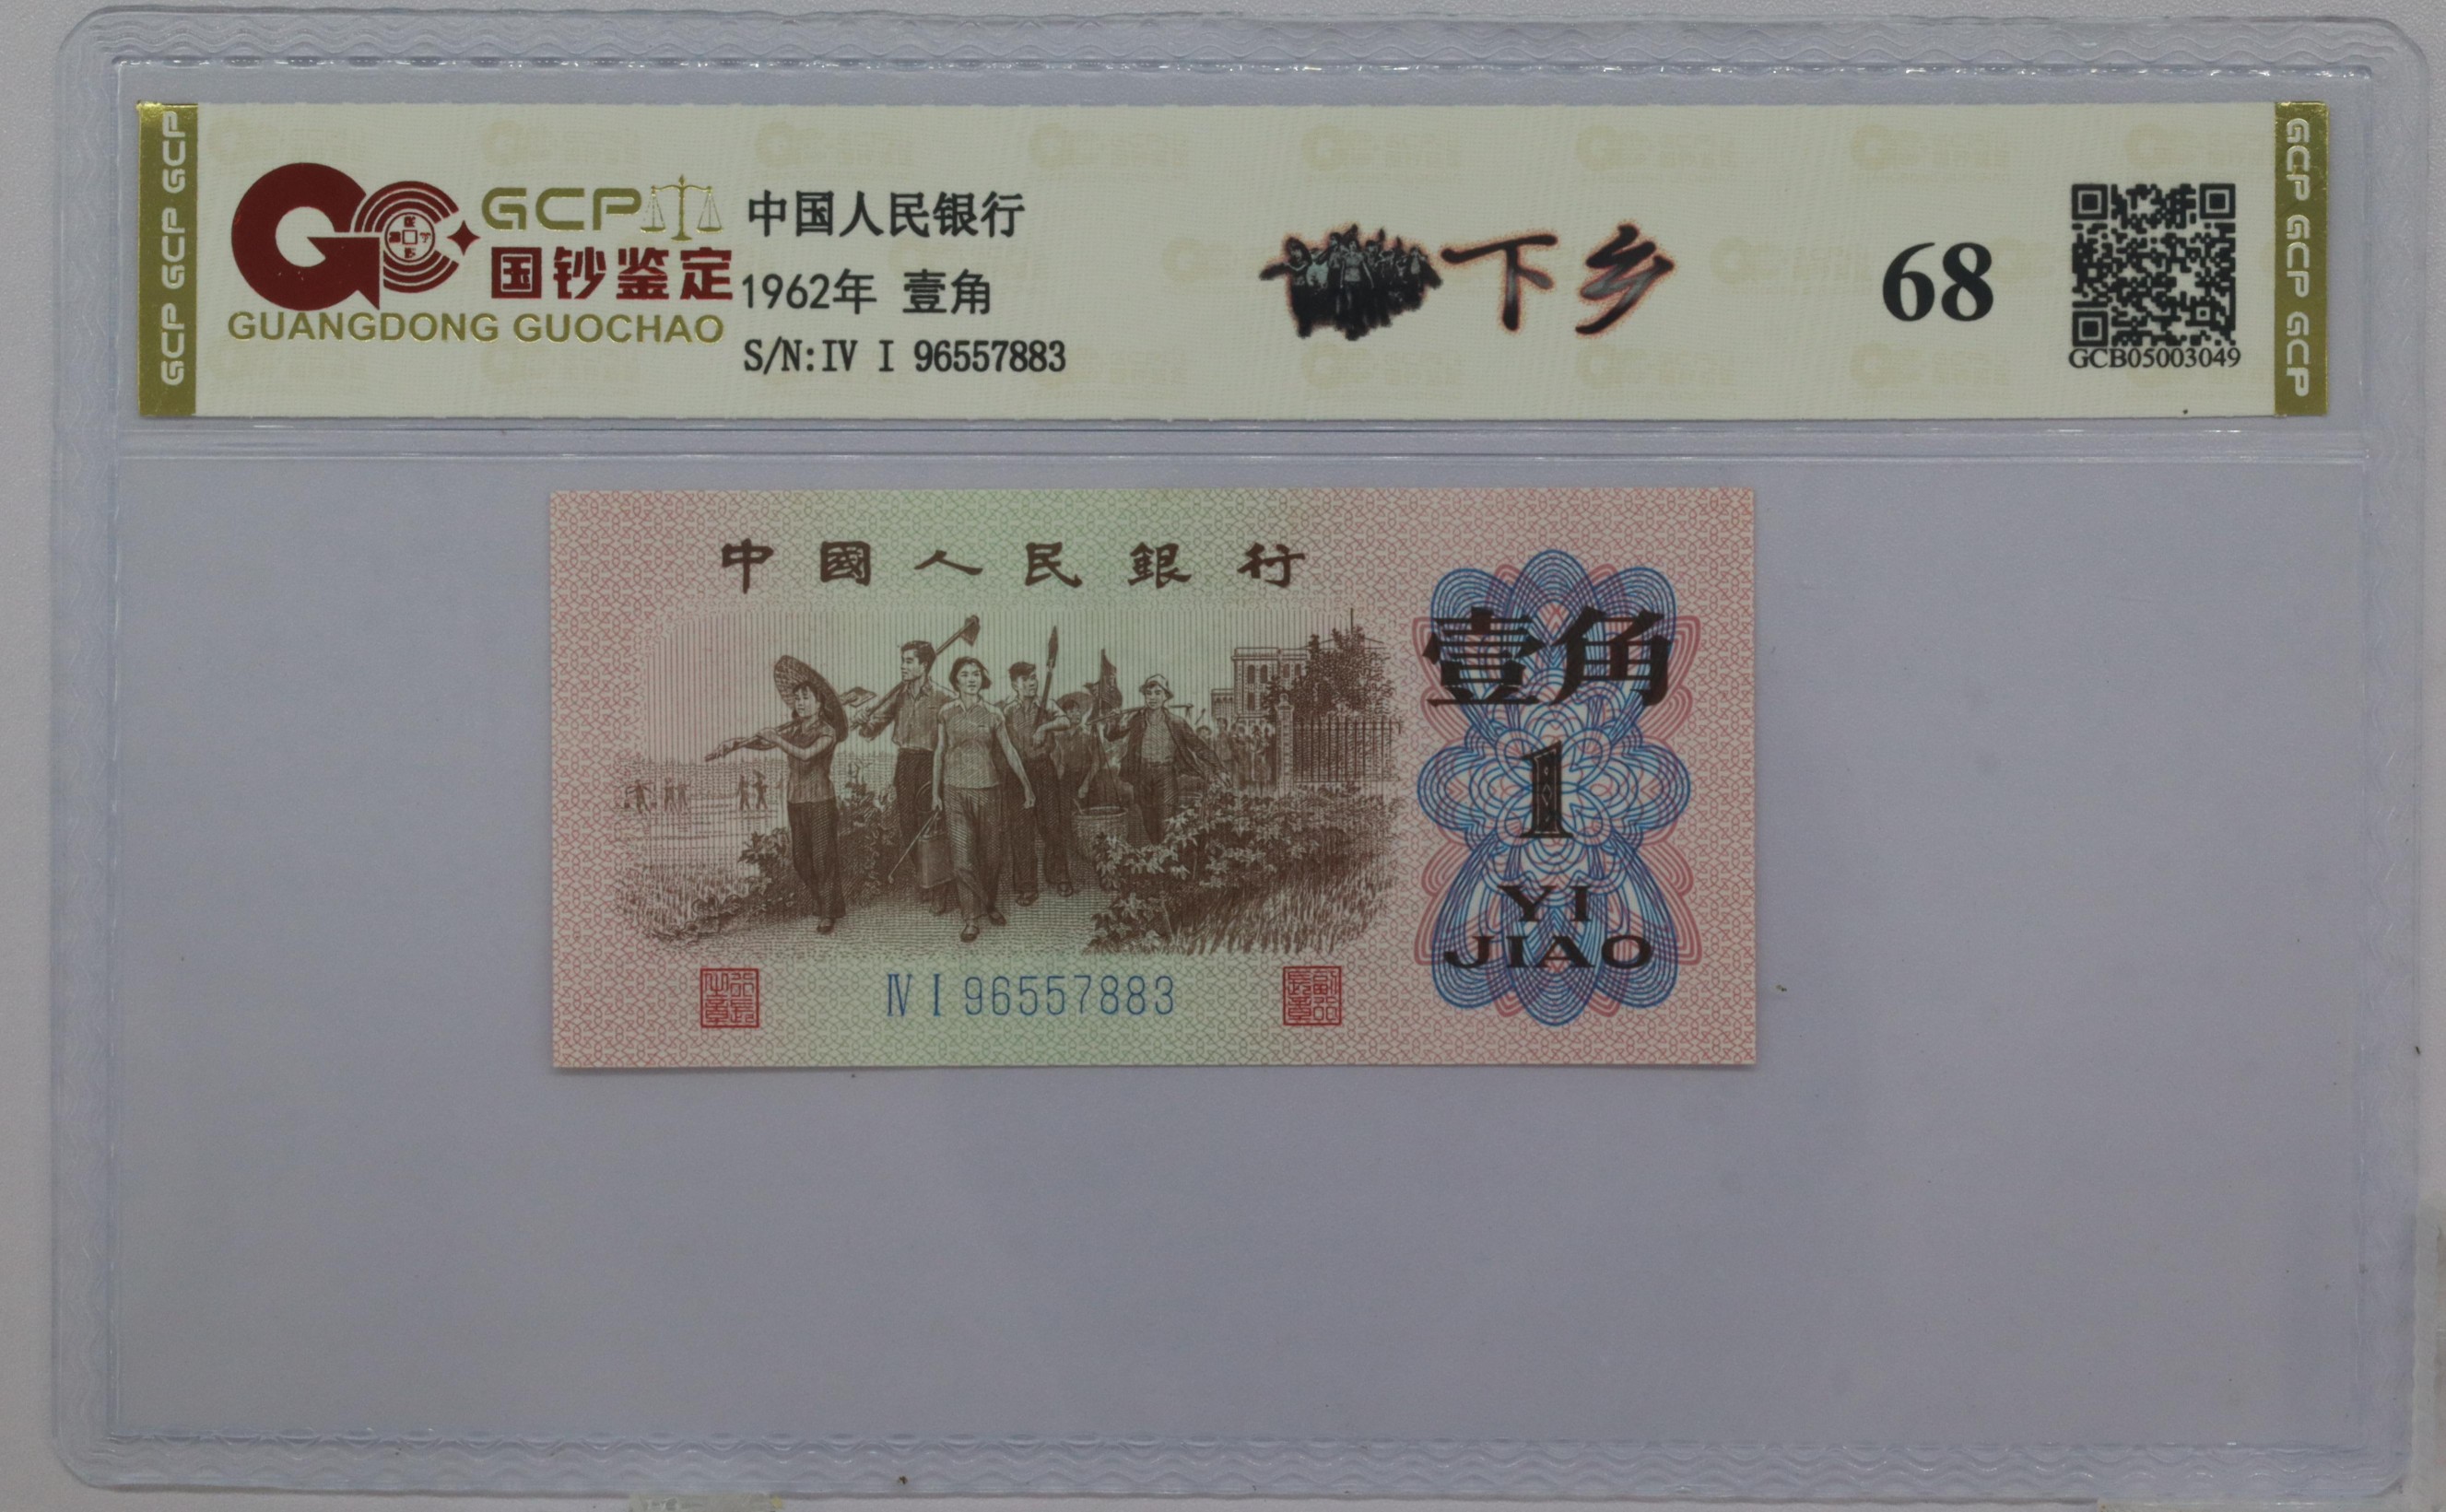 GCP GCP GCP
GCP
国钞鉴定
GUANGDONG GUOCHAO
中国人民银行
1962年 壹角
S/N:IV I 96557883
下乡
68
GCB05003049
GCP GCP GCP
中國人民銀行
壹角
1
YI
JIAO
Ⅳ Ⅰ 96557883